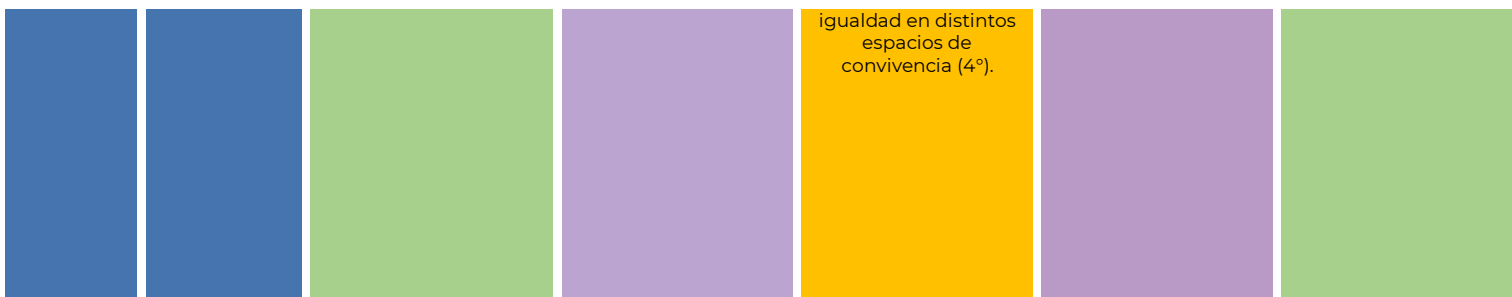 igualdad en distintos
espacios de
convivencia (4°).